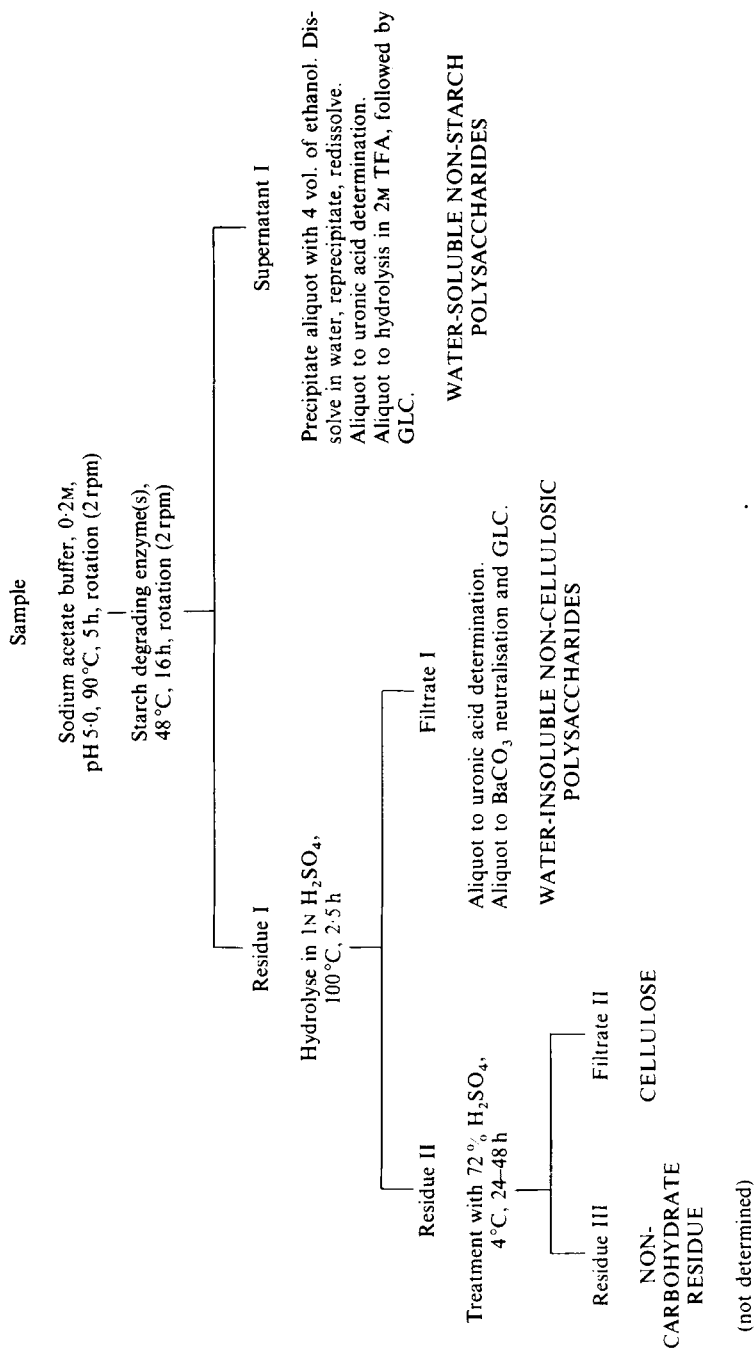 Sample
Sodium acetate buffer, 0·2M,
pH 5·0, 90 °C, 5 h, rotation (2 rpm)
Starch degrading enzyme(s),
48 °C, 16 h, rotation (2 rpm)
Residue I
Hydrolyse in 1N H₂SO₄,
100 °C, 2·5 h
Supernatant I
Precipitate aliquot with 4 vol. of ethanol. Dis-
solve in water, reprecipitate, redissolve.
Aliquot to uronic acid determination.
Aliquot to hydrolysis in 2M TFA, followed by
GLC.
WATER-SOLUBLE NON-STARCH
POLYSACCHARIDES
Residue II
Treatment with 72 % H₂SO₄,
4 °C, 24–48 h
Filtrate I
Aliquot to uronic acid determination.
Aliquot to BaCO₃ neutralisation and GLC.
WATER-INSOLUBLE NON-CELLULOSIC
POLYSACCHARIDES
Residue III
NON-
CARBOHYDRATE
RESIDUE
(not determined)
Filtrate II
CELLULOSE